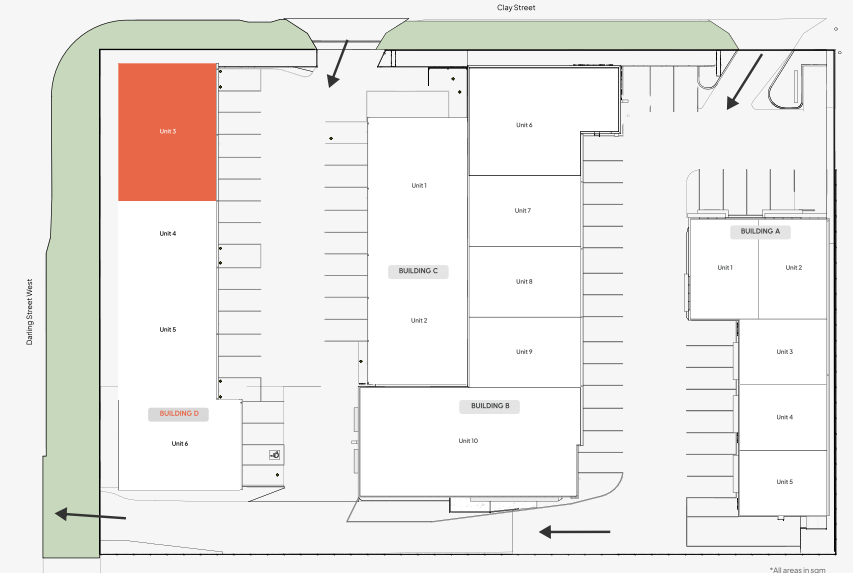 Clay Street
Darling Street West
Unit 3
Unit 4
Unit 5
BUILDING D
Unit 6
Unit 1
BUILDING C
Unit 2
Unit 6
Unit 7
Unit 8
Unit 9
BUILDING B
Unit 10
BUILDING A
Unit 1
Unit 2
Unit 3
Unit 4
Unit 5
*All areas in sqm